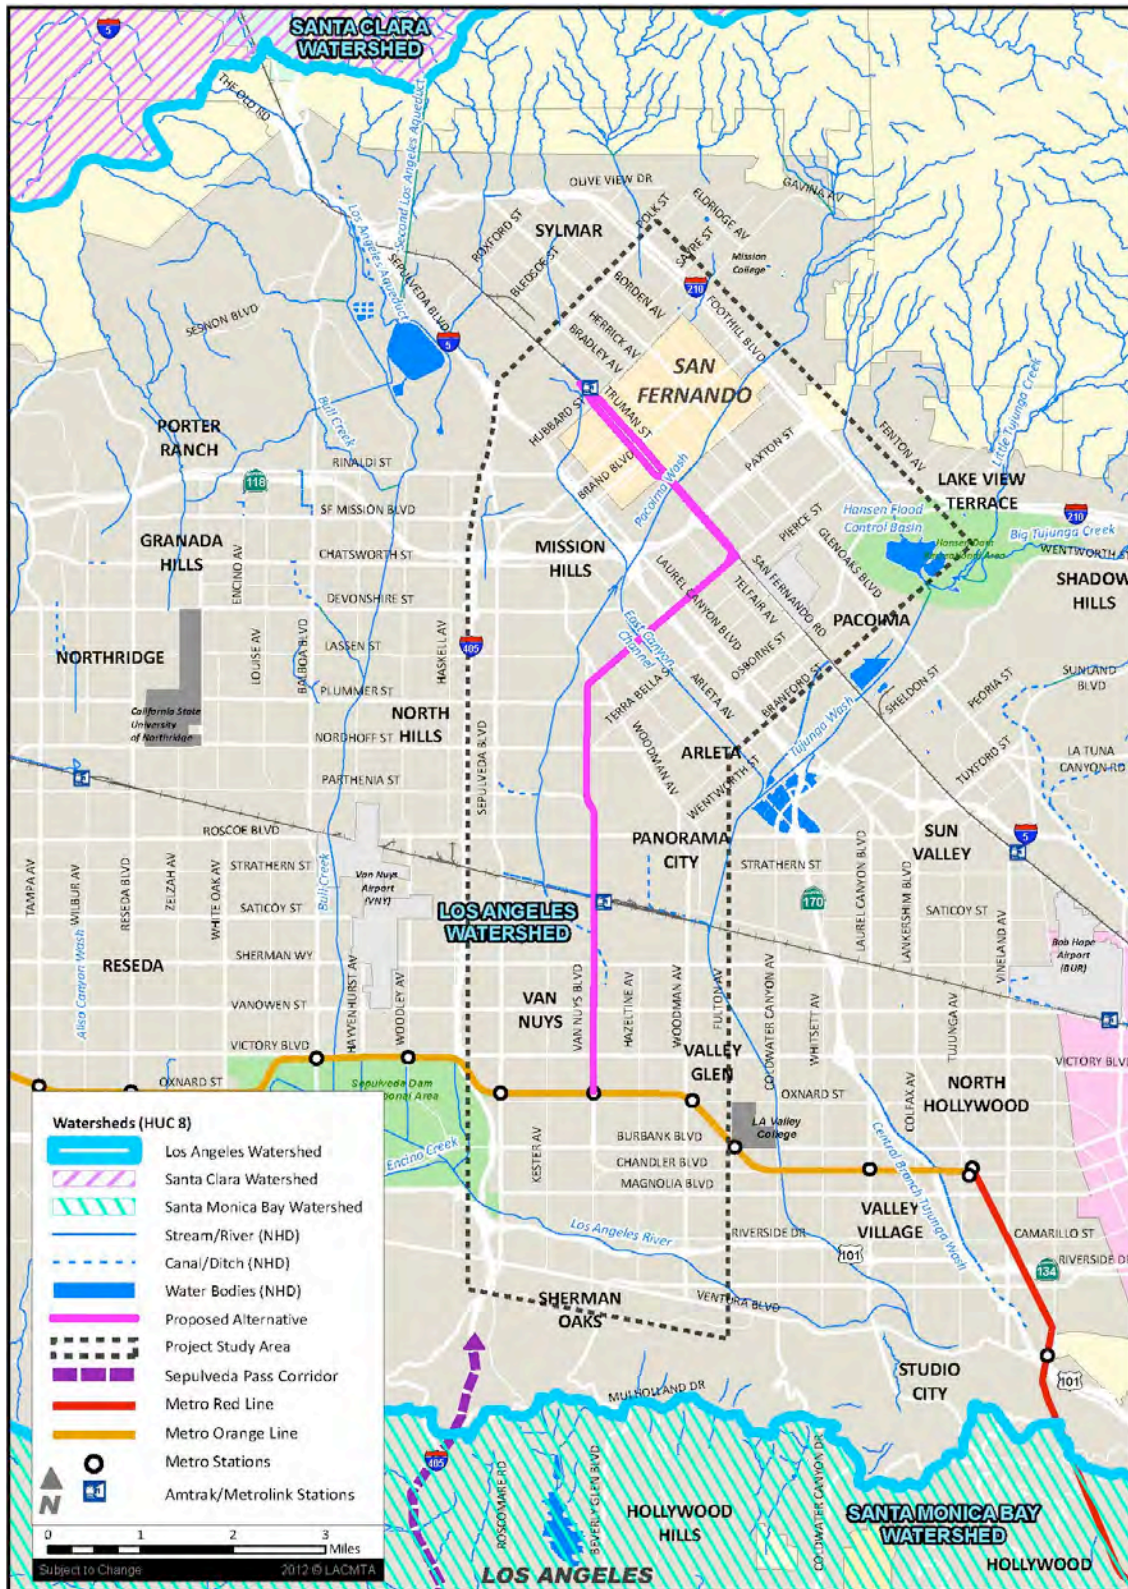 SANTA CLARA
WATERSHED
5
THE OLD RD
Los Angeles Aqueduct
Second Los Angeles Aqueduct
OLIVE VIEW DR
GAVINA AV
SYLMAR
ROXFORD ST
BLEDSOE ST
POLK ST
ELDRIDGE AV
SAYRE ST
Mission
College
SEPULVEDA BLVD
BORDEN AV
210
FOOTHILL BLVD
HERRICK AV
BRADLEY AV
SESNON BLVD
5
SAN
FERNANDO
HUBBARD ST
TRUMAN ST
BRAND BLVD
PAXTON ST
FENTON AV
Little Tujunga Creek
Bull Creek
PORTER
RANCH
RINALDI ST
118
SF MISSION BLVD
Pacoima Wash
LAKE VIEW
TERRACE
210
Hansen Flood
Control Basin
Big Tujunga Creek
PIERCE ST
GLENOAKS BLVD
WENTWORTH ST
GRANADA
HILLS
CHATSWORTH ST
MISSION
HILLS
ENCINO AV
DEVONSHIRE ST
LAUREL CANYON BLVD
TELFAIR AV
SAN FERNANDO RD
SHADOW
HILLS
PACOIMA
East Canyon
Channel
OSBORNE ST
NORTHRIDGE
LOUISE AV
BALBOA BLVD
LASSEN ST
HASKELL AV
405
PLUMMER ST
TERRA BELLA ST
ARLETA AV
BRANFORD ST
SHELDON ST
PEORIA ST
SUNLAND
BLVD
California State
University
of Northridge
NORTH
HILLS
NORDHOFF ST
SEPULVEDA BLVD
WOODMAN AV
ARLETA
Tujunga Wash
TUXFORD ST
LA TUNA
CANYON RD
PARTHENIA ST
WENTWORTH ST
ROSCOE BLVD
PANORAMA
CITY
SUN
VALLEY
5
TAMPA AV
WILBUR AV
RESEDA BLVD
ZELZAH AV
WHITE OAK AV
STRATHERN ST
Van Nuys
Airport
(VNY)
STRATHERN ST
170
LAUREL CANYON BLVD
LANKERSHIM BLVD
SATICOY ST
Bull Creek
LOS ANGELES
WATERSHED
SATICOY ST
VINELAND AV
Bob Hope
Airport
(BUR)
RESEDA
Aliso Canyon Wash
SHERMAN WY
VANOWEN ST
HAYVENHURST AV
WOODLEY AV
VAN
NUYS
VAN NUYS BLVD
HAZELTINE AV
WOODMAN AV
FULTON AV
COLDWATER CANYON AV
WHITSETT AV
TUJUNGA AV
VICTORY BLVD
VALLEY
GLEN
VICTORY BLVD
OXNARD ST
Sepulveda Dam
OXNARD ST
COLFAX AV
NORTH
HOLLYWOOD
LA Valley
College
Encino Creek
KESTER AV
BURBANK BLVD
CHANDLER BLVD
MAGNOLIA BLVD
Central Branch Tujunga Wash
Los Angeles River
RIVERSIDE DR
VALLEY
VILLAGE
101
CAMARILLO ST
134
RIVERSIDE DR
SHERMAN
OAKS
VENTURA BLVD
STUDIO
CITY
101
MULHOLLAND DR
405
ROSCOMARE RD
BEVERLY GLEN BLVD
HOLLYWOOD
HILLS
COLDWATER CANYON DR
SANTA MONICA BAY
WATERSHED
HOLLYWOOD
LOS ANGELES
Watersheds (HUC 8)
Los Angeles Watershed
Santa Clara Watershed
Santa Monica Bay Watershed
Stream/River (NHD)
Canal/Ditch (NHD)
Water Bodies (NHD)
Proposed Alternative
Project Study Area
Sepulveda Pass Corridor
Metro Red Line
Metro Orange Line
Metro Stations
Amtrak/Metrolink Stations
N
0 1 2 3
Miles
Subject to Change 2012 © LACMTA